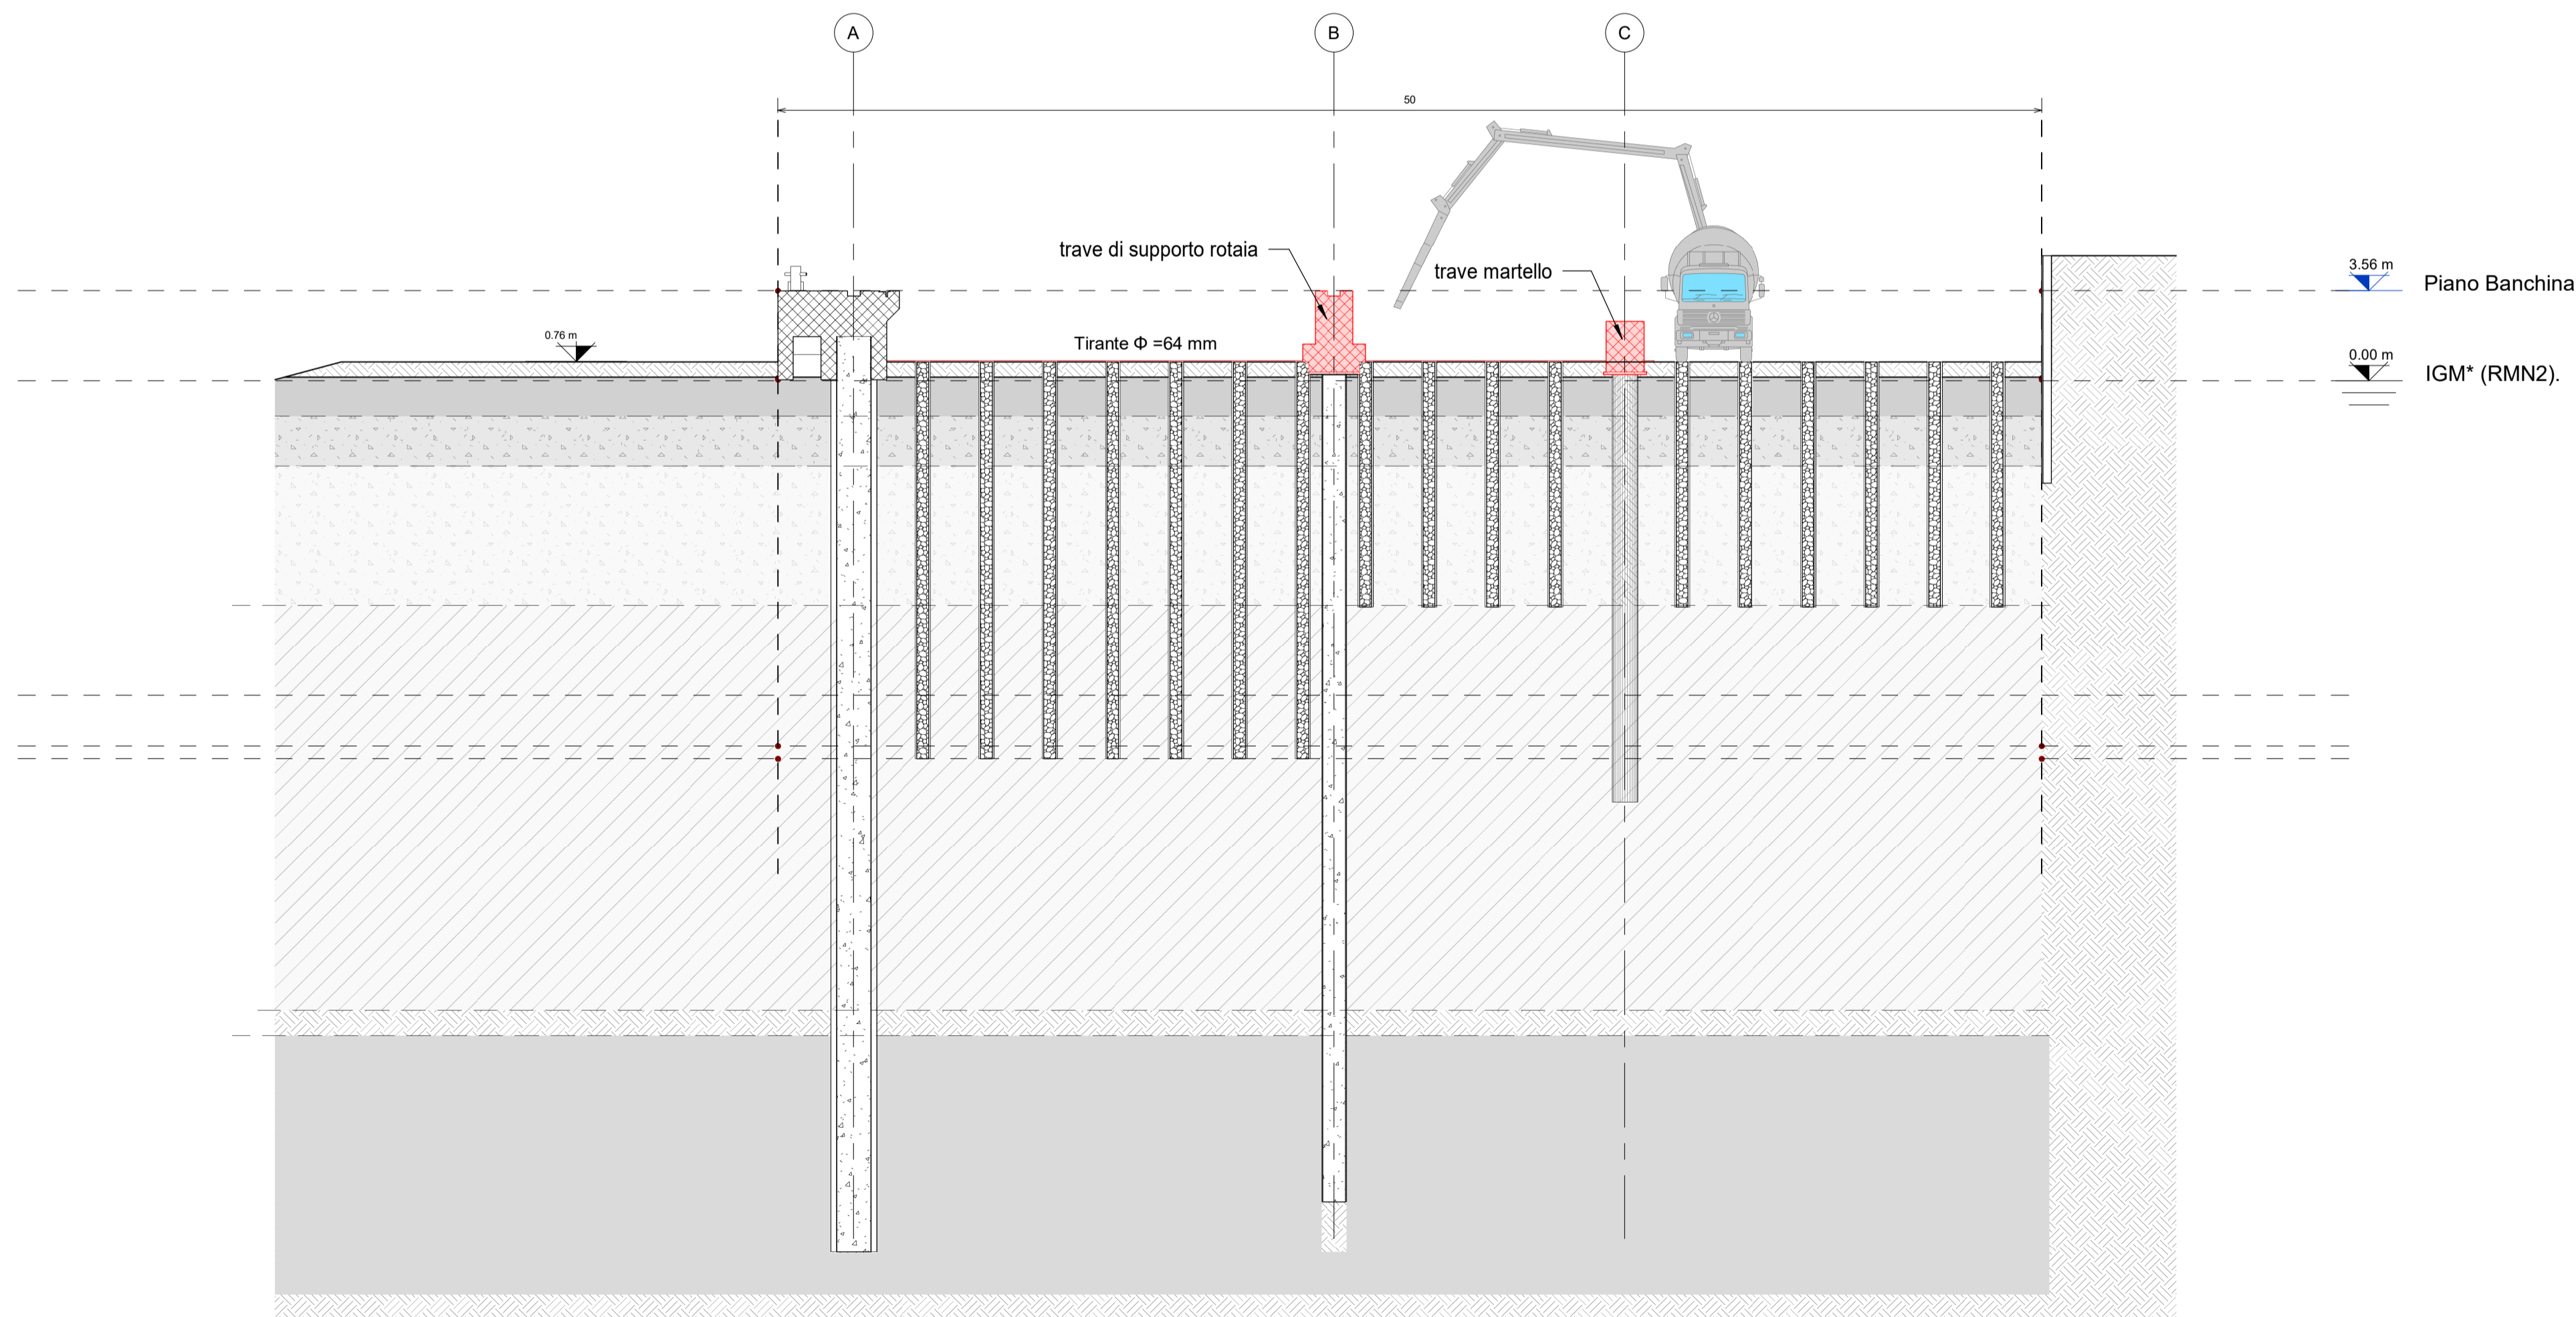 A
B
C
50
trave di supporto rotaia
trave martello
3.56 m
Piano Banchina
0.76 m
Tirante Φ =64 mm
0.00 m
IGM* (RMN2).